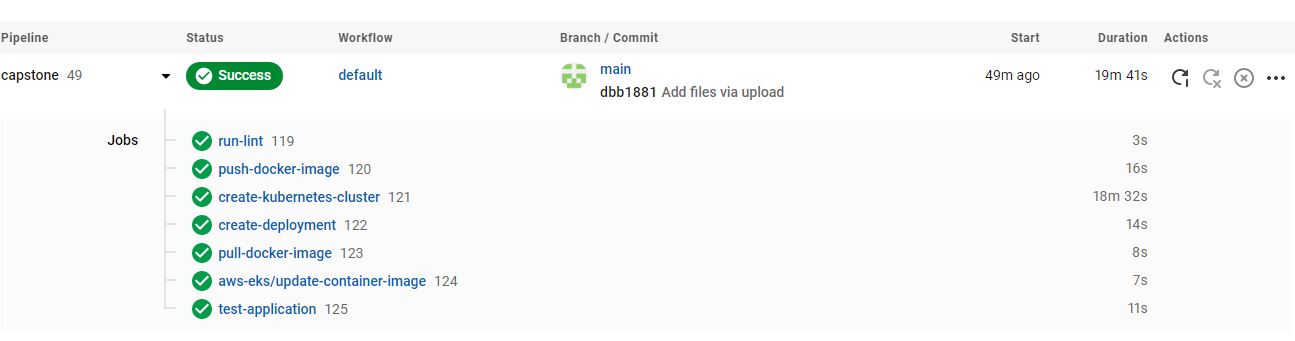 Pipeline Status Workflow Branch / Commit Start Duration Actions
capstone 49 Success default main 49m ago 19m 41s
dbb1881 Add files via upload
Jobs run-lint 119 3s
push-docker-image 120 16s
create-kubernetes-cluster 121 18m 32s
create-deployment 122 14s
pull-docker-image 123 8s
aws-eks/update-container-image 124 7s
test-application 125 11s